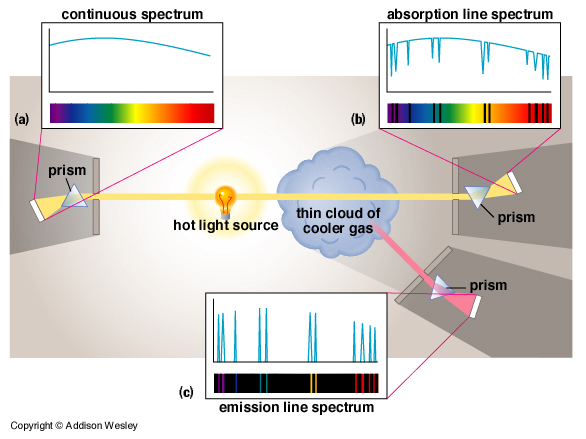 continuous spectrum
absorption line spectrum
(a)
(b)
prism
hot light source
thin cloud of
cooler gas
prism
prism
(c)
emission line spectrum
Copyright © Addison Wesley